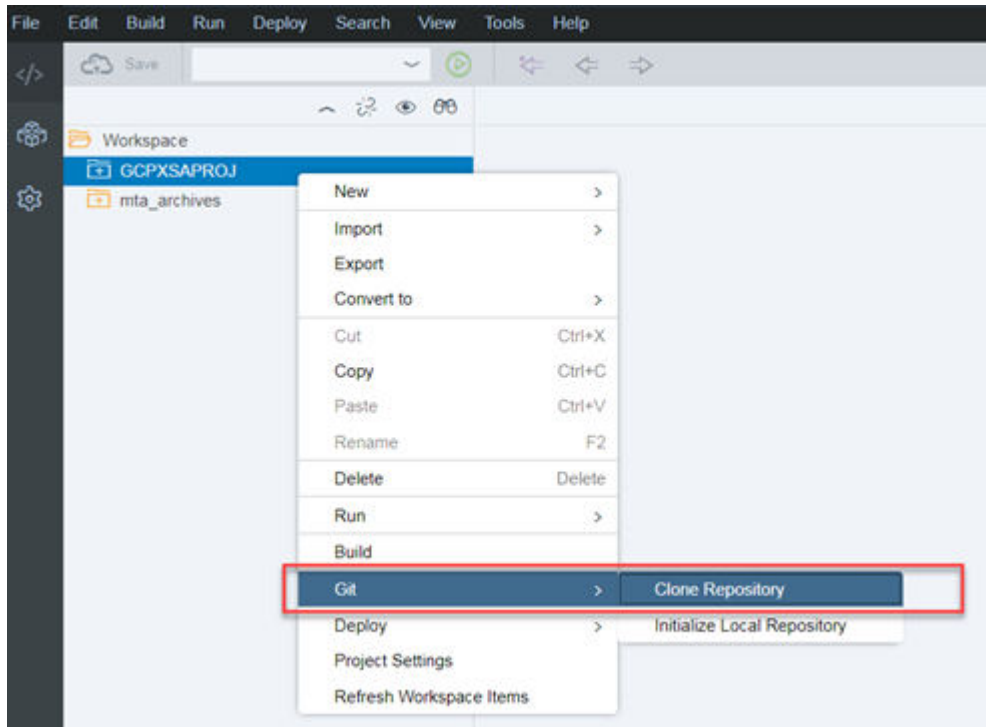 File Edit Build Run Deploy Search View Tools Help
</> Save
Workspace
GCPXSAPROJ
mta_archives
New >
Import >
Export
Convert to >
Cut Ctrl+X
Copy Ctrl+C
Paste Ctrl+V
Rename F2
Delete Delete
Run >
Build
Git > Clone Repository
Deploy > Initialize Local Repository
Project Settings
Refresh Workspace Items